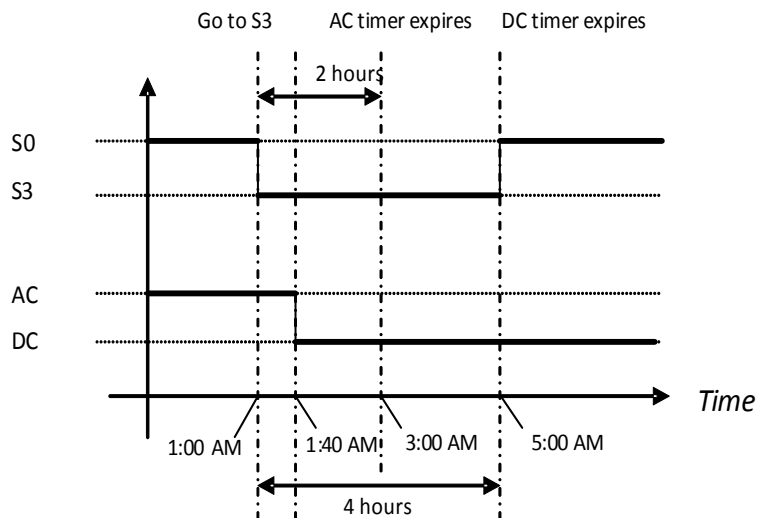 Go to S3 AC timer expires DC timer expires
2 hours
S0
S3
AC
DC
Time
1:00 AM 1:40 AM 3:00 AM 5:00 AM
4 hours